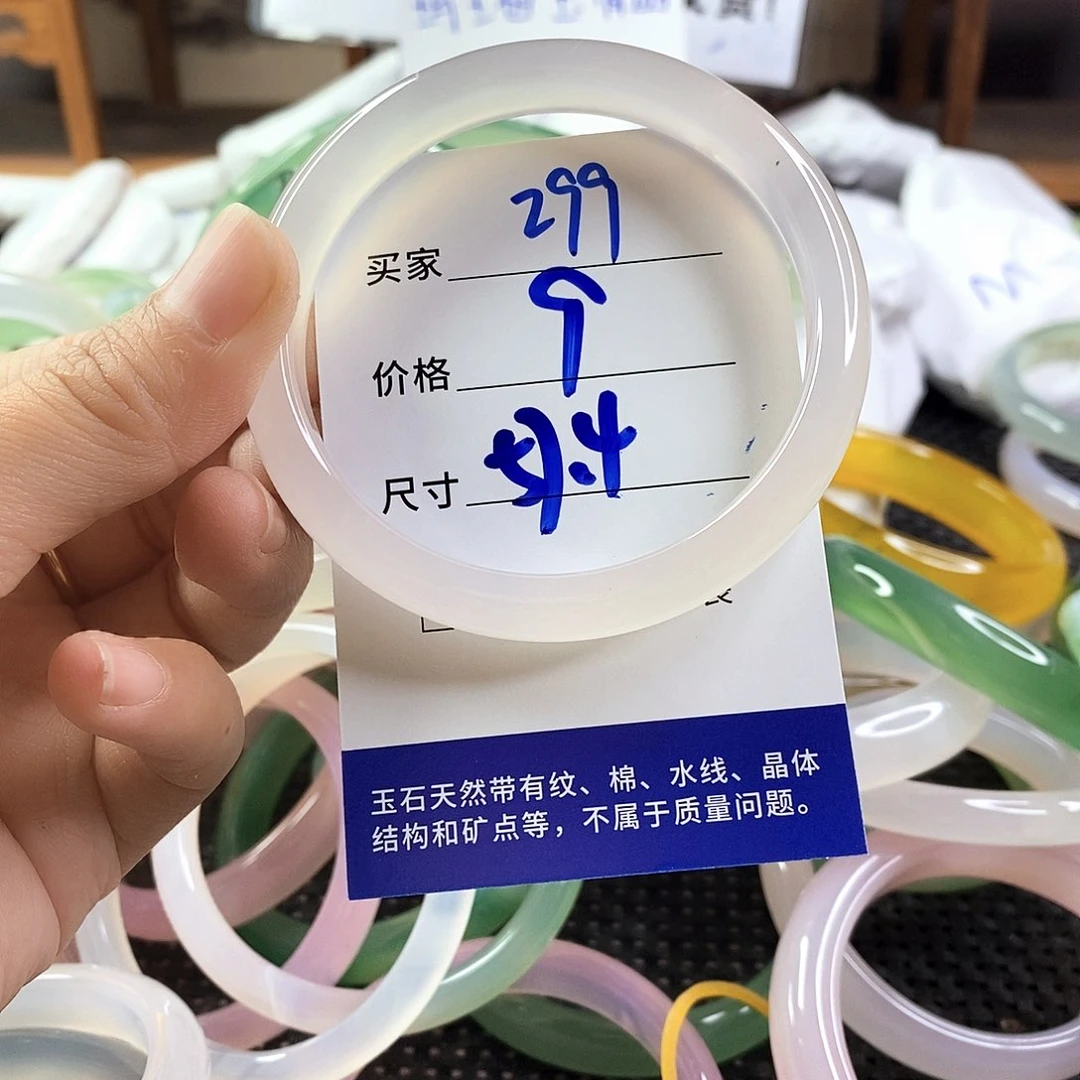 买家 299
价格 9
尺寸
玉石天然带有纹、棉、水线、晶体
结构和矿点等，不属于质量问题。